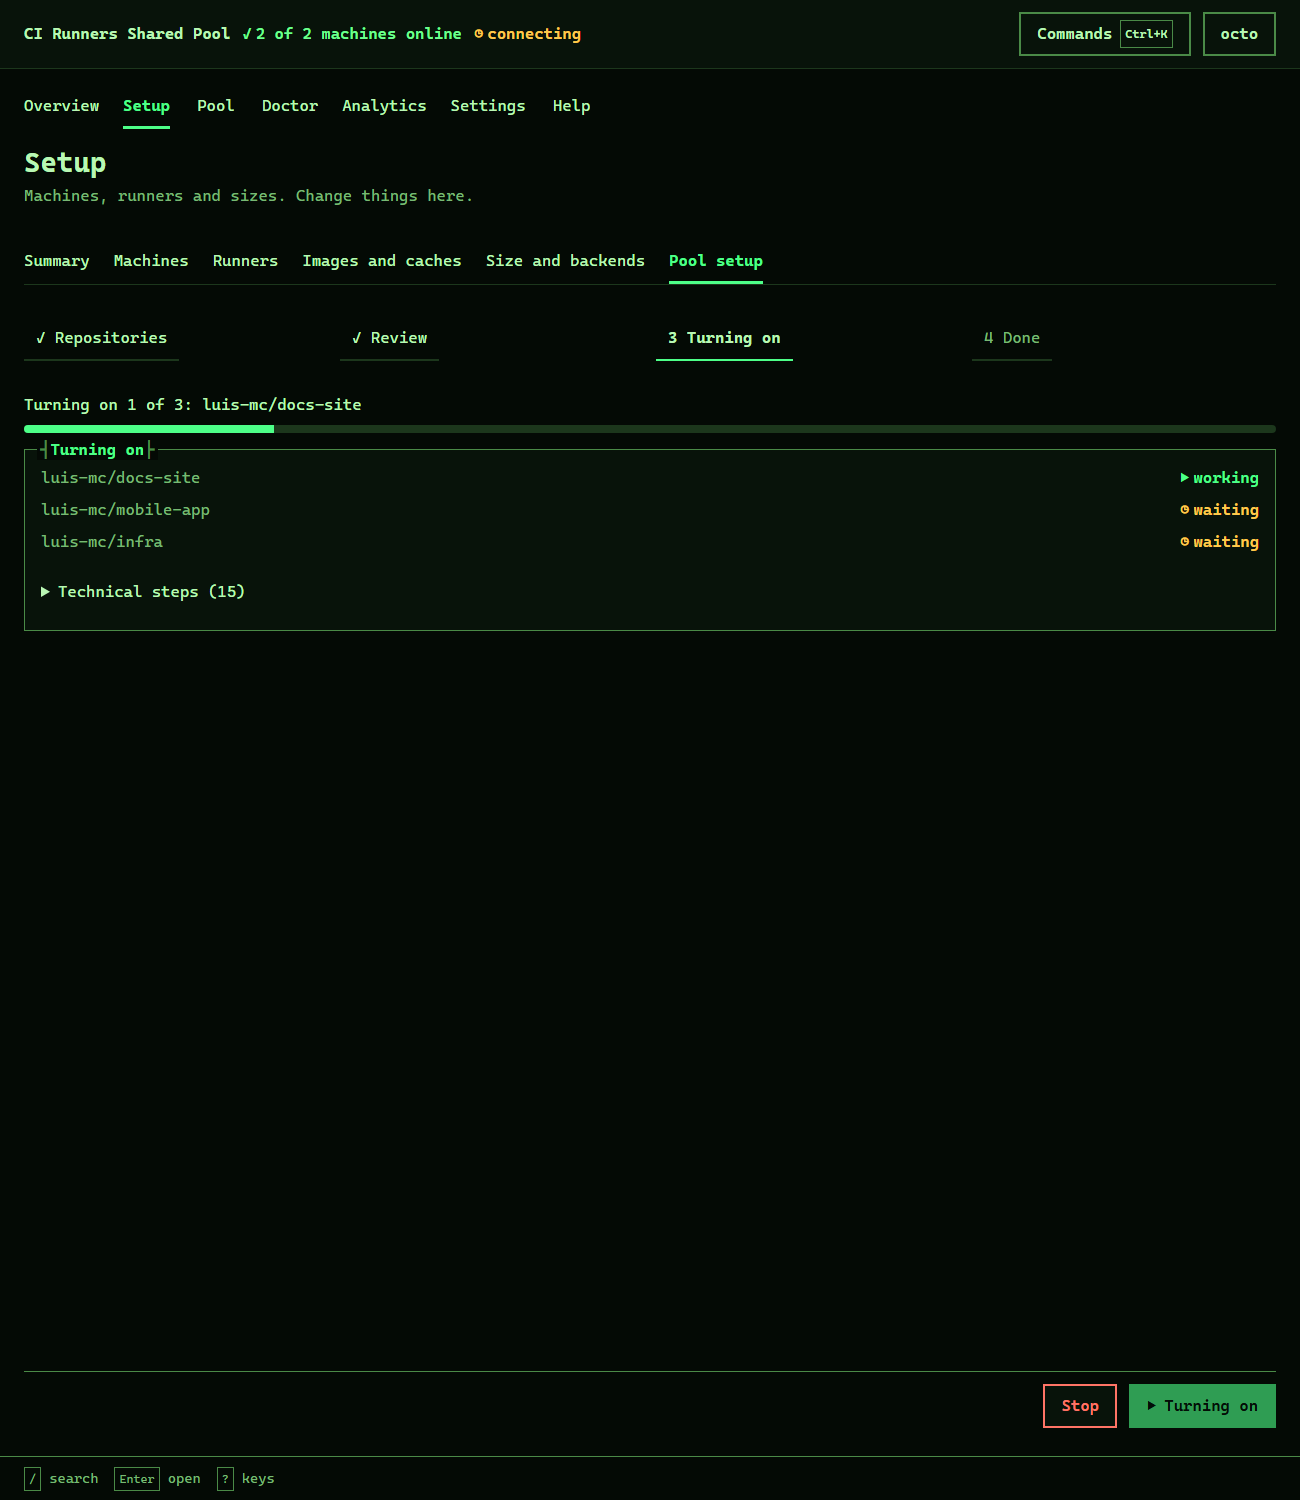 CI Runners Shared Pool ✓ 2 of 2 machines online connecting Commands Ctrl+K octo
Overview Setup Pool Doctor Analytics Settings Help
Setup
Machines, runners and sizes. Change things here.
Summary Machines Runners Images and caches Size and backends Pool setup
✓ Repositories ✓ Review 3 Turning on 4 Done
Turning on 1 of 3: luis-mc/docs-site
Turning on
luis-mc/docs-site ▶ working
luis-mc/mobile-app waiting
luis-mc/infra waiting
▶ Technical steps (15)
Stop ▶ Turning on
/ search Enter open ? keys